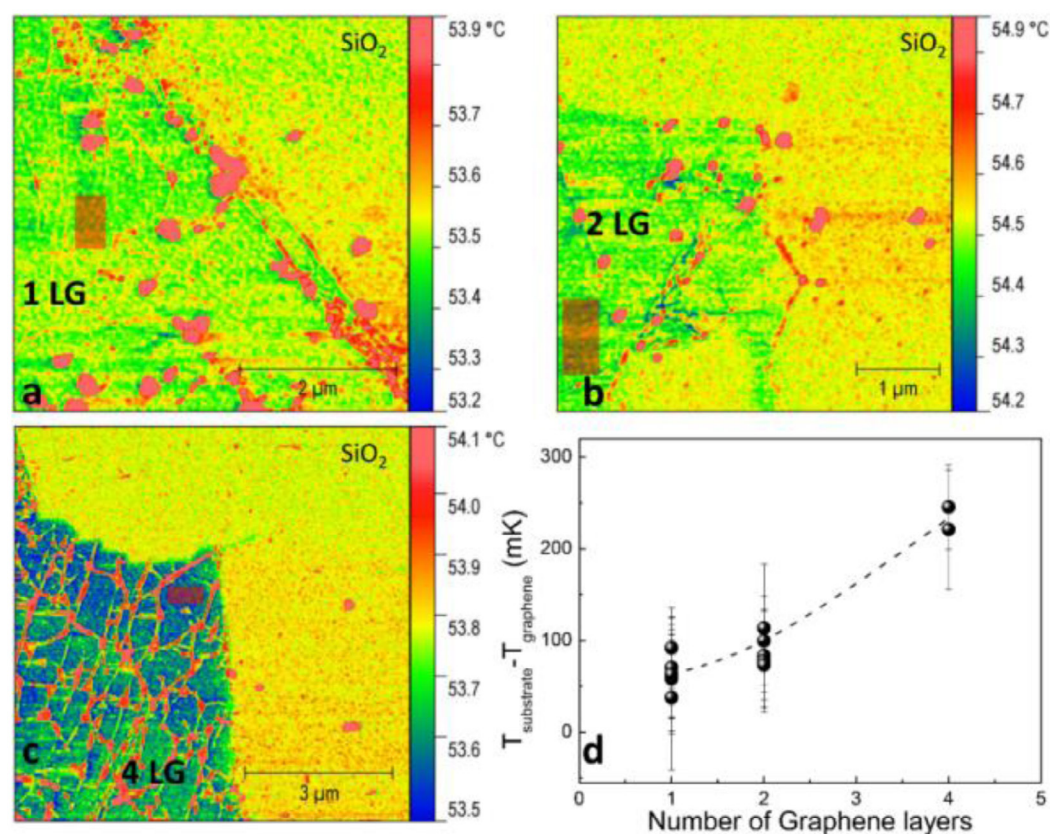 SiO2
1 LG
2 µm
a
53.9 °C
53.7
53.6
53.5
53.4
53.3
53.2
SiO2
2 LG
1 µm
b
54.9 °C
54.7
54.6
54.5
54.4
54.3
54.2
SiO2
4 LG
3 µm
c
54.1 °C
54.0
53.9
53.8
53.7
53.6
53.5
Tsubstrate-Tgraphene (mK)
300
200
100
0
d
0 1 2 3 4 5
Number of Graphene layers